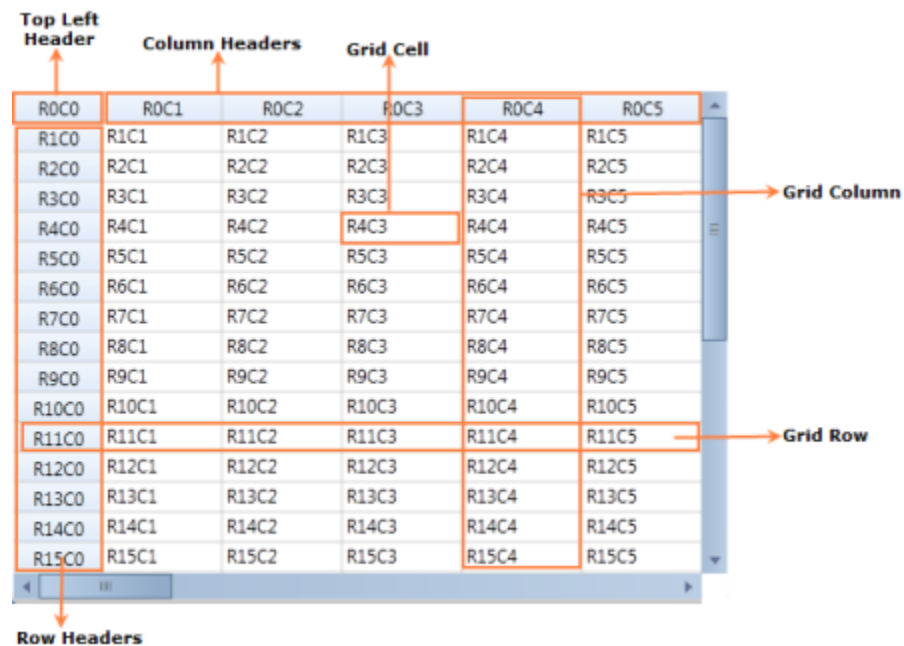 Top Left
Header
Column Headers
Grid Cell
R0C0 R0C1 R0C2 R0C3 R0C4 R0C5
R1C0 R1C1 R1C2 R1C3 R1C4 R1C5
R2C0 R2C1 R2C2 R2C3 R2C4 R2C5
R3C0 R3C1 R3C2 R3C3 R3C4 R3C5
Grid Column
R4C0 R4C1 R4C2 R4C3 R4C4 R4C5
R5C0 R5C1 R5C2 R5C3 R5C4 R5C5
R6C0 R6C1 R6C2 R6C3 R6C4 R6C5
R7C0 R7C1 R7C2 R7C3 R7C4 R7C5
R8C0 R8C1 R8C2 R8C3 R8C4 R8C5
R9C0 R9C1 R9C2 R9C3 R9C4 R9C5
R10C0 R10C1 R10C2 R10C3 R10C4 R10C5
R11C0 R11C1 R11C2 R11C3 R11C4 R11C5
Grid Row
R12C0 R12C1 R12C2 R12C3 R12C4 R12C5
R13C0 R13C1 R13C2 R13C3 R13C4 R13C5
R14C0 R14C1 R14C2 R14C3 R14C4 R14C5
R15C0 R15C1 R15C2 R15C3 R15C4 R15C5
Row Headers